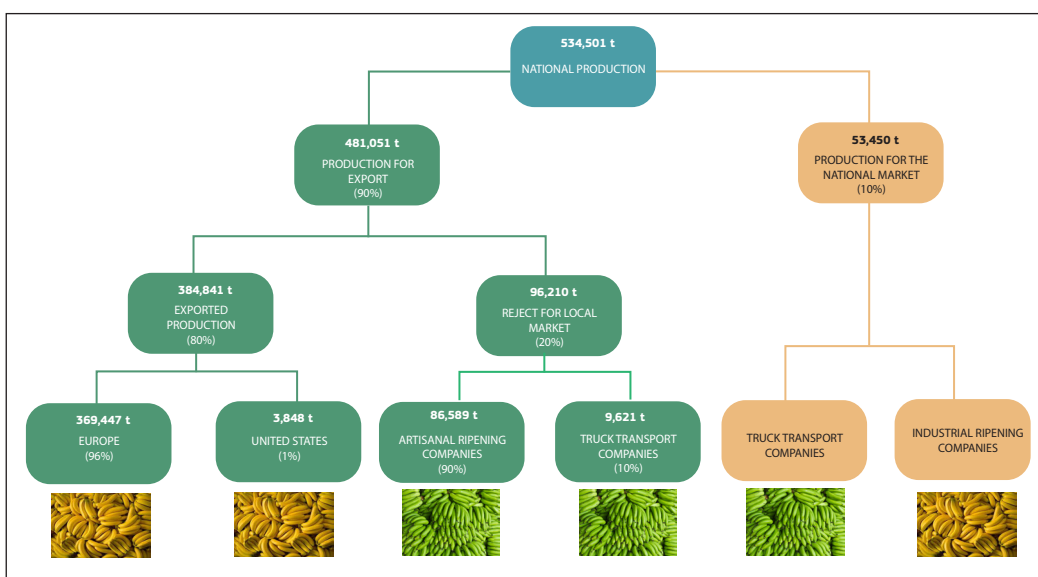 534,501 t
NATIONAL PRODUCTION
481,051 t
PRODUCTION FOR
EXPORT
(90%)
53,450 t
PRODUCTION FOR THE
NATIONAL MARKET
(10%)
384,841 t
EXPORTED
PRODUCTION
(80%)
96,210 t
REJECT FOR LOCAL
MARKET
(20%)
369,447 t
EUROPE
(96%)
3,848 t
UNITED STATES
(1%)
86,589 t
ARTISANAL RIPENING
COMPANIES
(90%)
9,621 t
TRUCK TRANSPORT
COMPANIES
(10%)
TRUCK TRANSPORT
COMPANIES
INDUSTRIAL RIPENING
COMPANIES